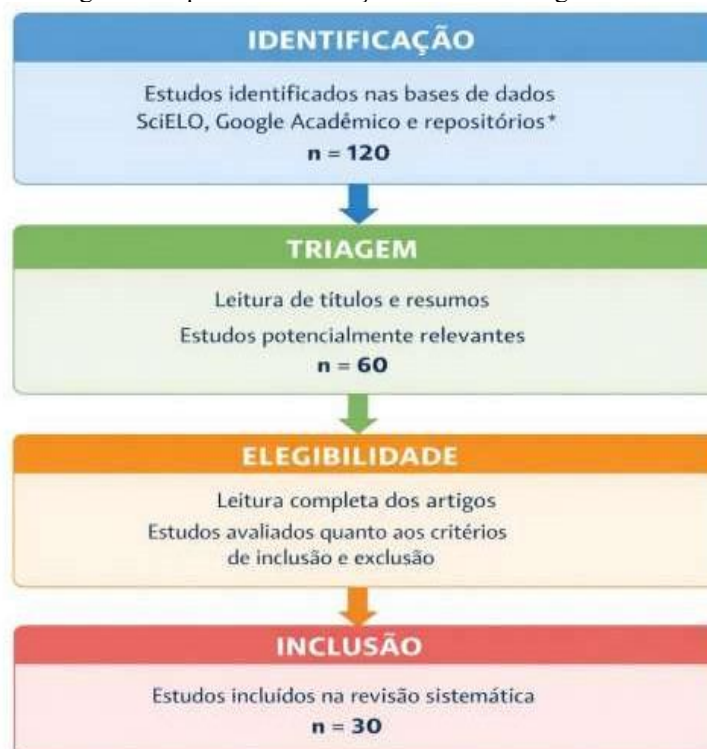 IDENTIFICAÇÃO
Estudos identificados nas bases de dados
SciELO, Google Acadêmico e repositórios*
n = 120
TRIAGEM
Leitura de títulos e resumos
Estudos potencialmente relevantes
n = 60
ELEGIBILIDADE
Leitura completa dos artigos
Estudos avaliados quanto aos critérios
de inclusão e exclusão
INCLUSÃO
Estudos incluídos na revisão sistemática
n = 30